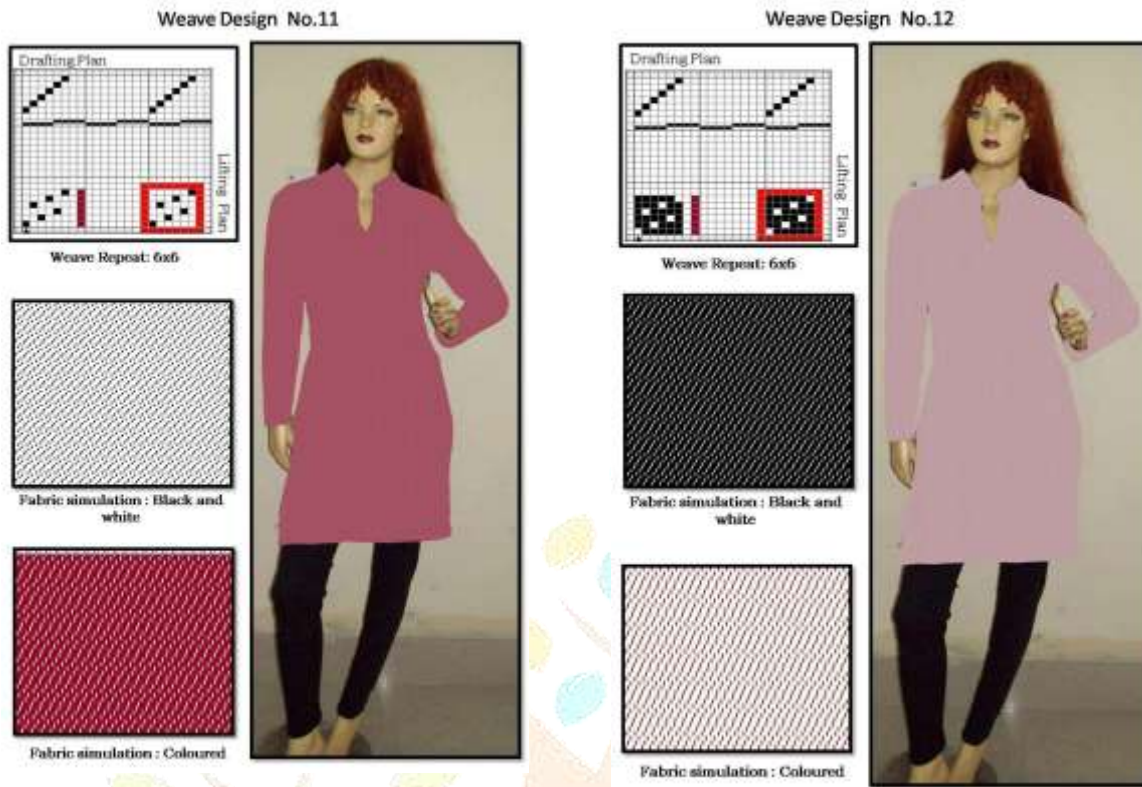 Weave Design No.11
Drafting Plan
Lifting Plan
Weave Repeat: 6x6
Fabric simulation : Black and
white
Fabric simulation : Coloured
Weave Design No.12
Drafting Plan
Lifting Plan
Weave Repeat: 6x6
Fabric simulation : Black and
white
Fabric simulation : Coloured